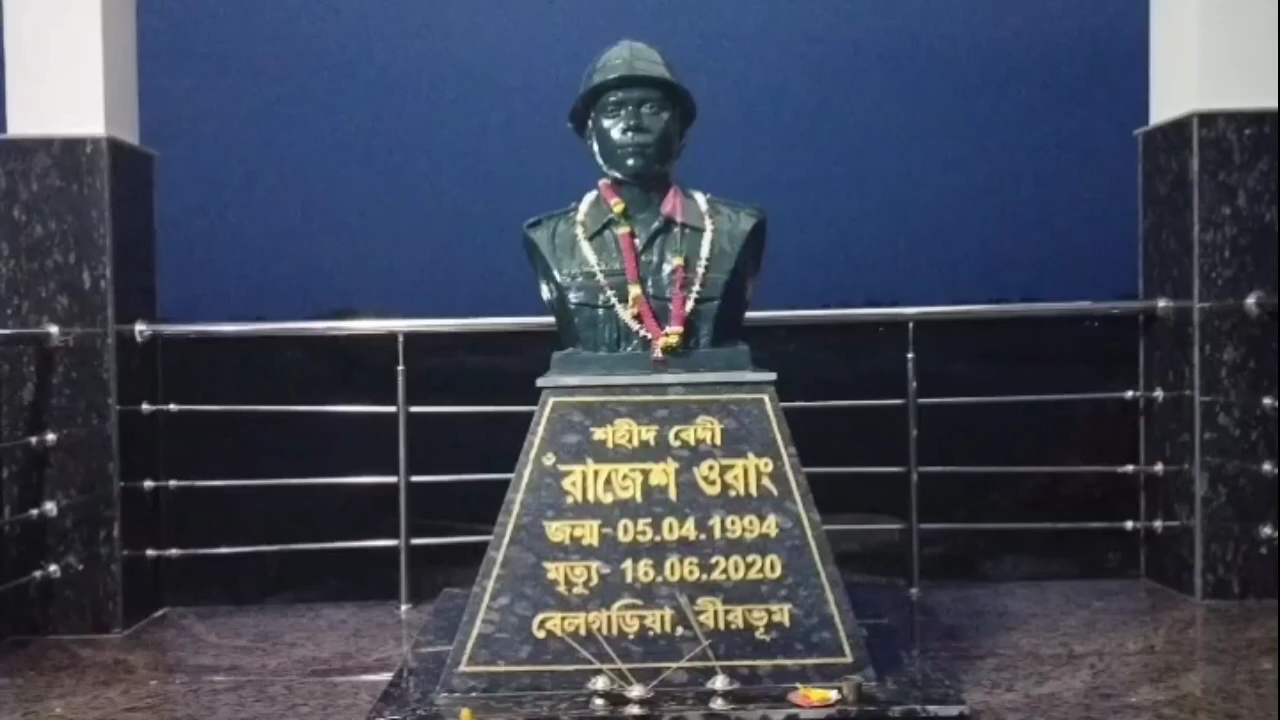 শহীদ বেদী
ঁরাজেশ ওরাং
জন্ম-05.04.1994
মৃত্যু- 16.06.2020
বেলগড়িয়া, বীরভূম